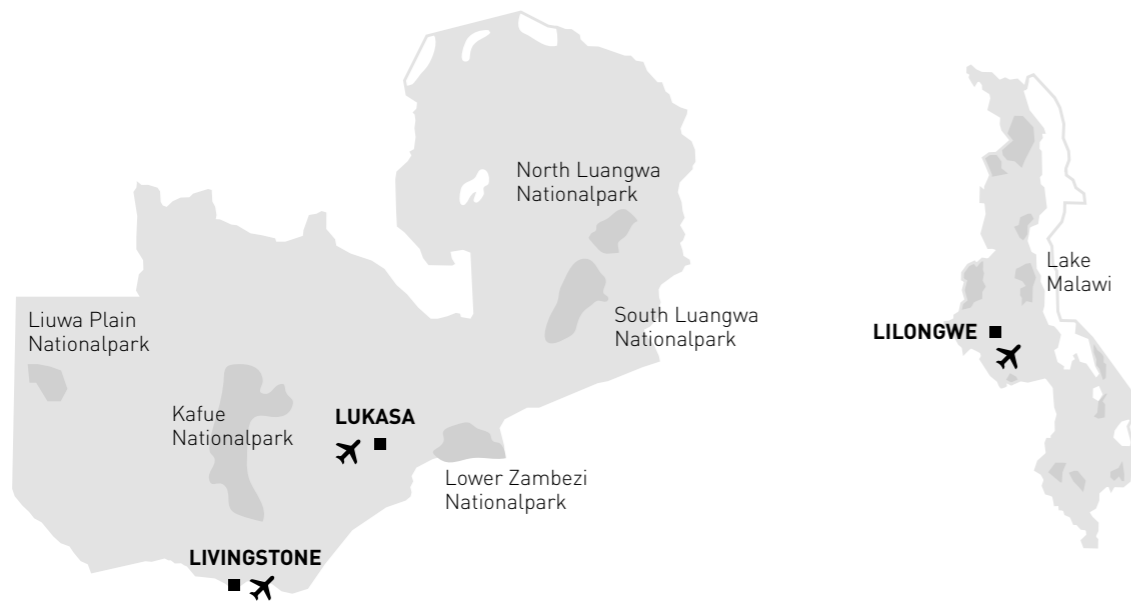 North Luangwa
Nationalpark
Lake
Malawi
South Luangwa
Nationalpark
Liuwa Plain
Nationalpark
LILONGWE
Kafue
Nationalpark
LUKASA
Lower Zambezi
Nationalpark
LIVINGSTONE